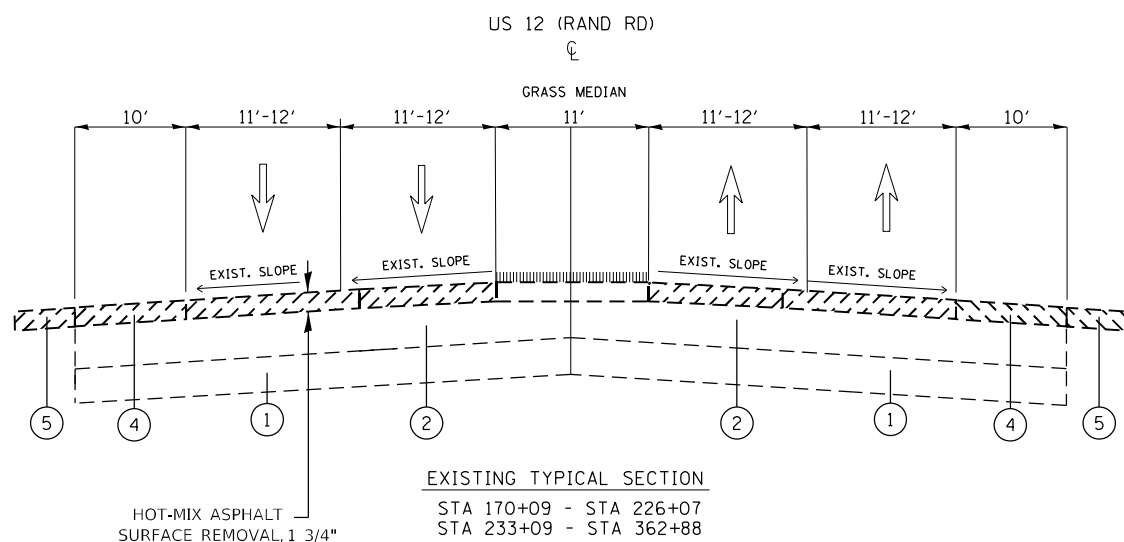 US 12 (RAND RD)
℄
GRASS MEDIAN
10' 11'-12' 11'-12' 11' 11'-12' 11'-12' 10'
EXIST. SLOPE EXIST. SLOPE EXIST. SLOPE EXIST. SLOPE
5 4 1 2 2 1 4 5
EXISTING TYPICAL SECTION
STA 170+09 - STA 226+07
STA 233+09 - STA 362+88
HOT-MIX ASPHALT
SURFACE REMOVAL, 1 3/4"